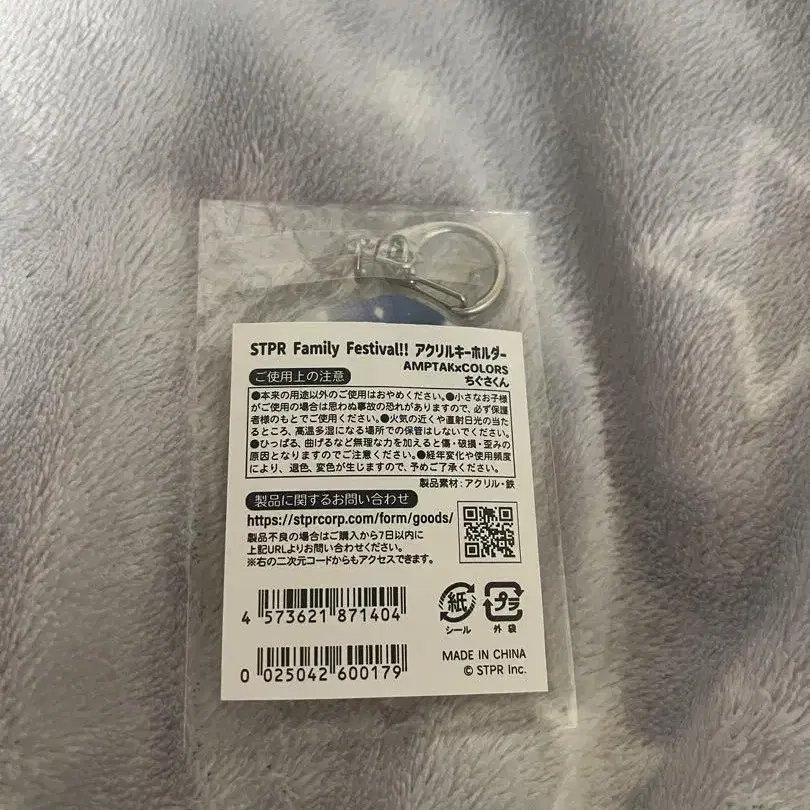 STPR Family Festival!! アクリルキーホルダー
AMPTAKxCOLORS
ちぐさくん
ご使用上の注意
●本来の用途以外のご使用はおやめください。●小さなお子様
がご使用の場合は思わぬ事故の恐れがありますので、必ず保護
者様のもとでご使用ください。●火気の近くや直射日光の当た
るところ、高温多湿になる場所での保管はしないでください。
●ひっぱる、曲げるなど無理な力を加えると傷・破損・歪みの
原因となりますのでご注意ください。●経年変化や使用頻度
により、退色、変色が生じますので、予めご了承ください。
製品素材:アクリル・鉄
製品に関するお問い合わせ
https://stprcorp.com/form/goods/
製品不良の場合はご購入から7日以内に
上記URLよりお問い合わせください。
※右の二次元コードからもアクセスできます。
4 573621 871404
紙
シール
プラ
外袋
0 025042 600179
MADE IN CHINA
© STPR Inc.